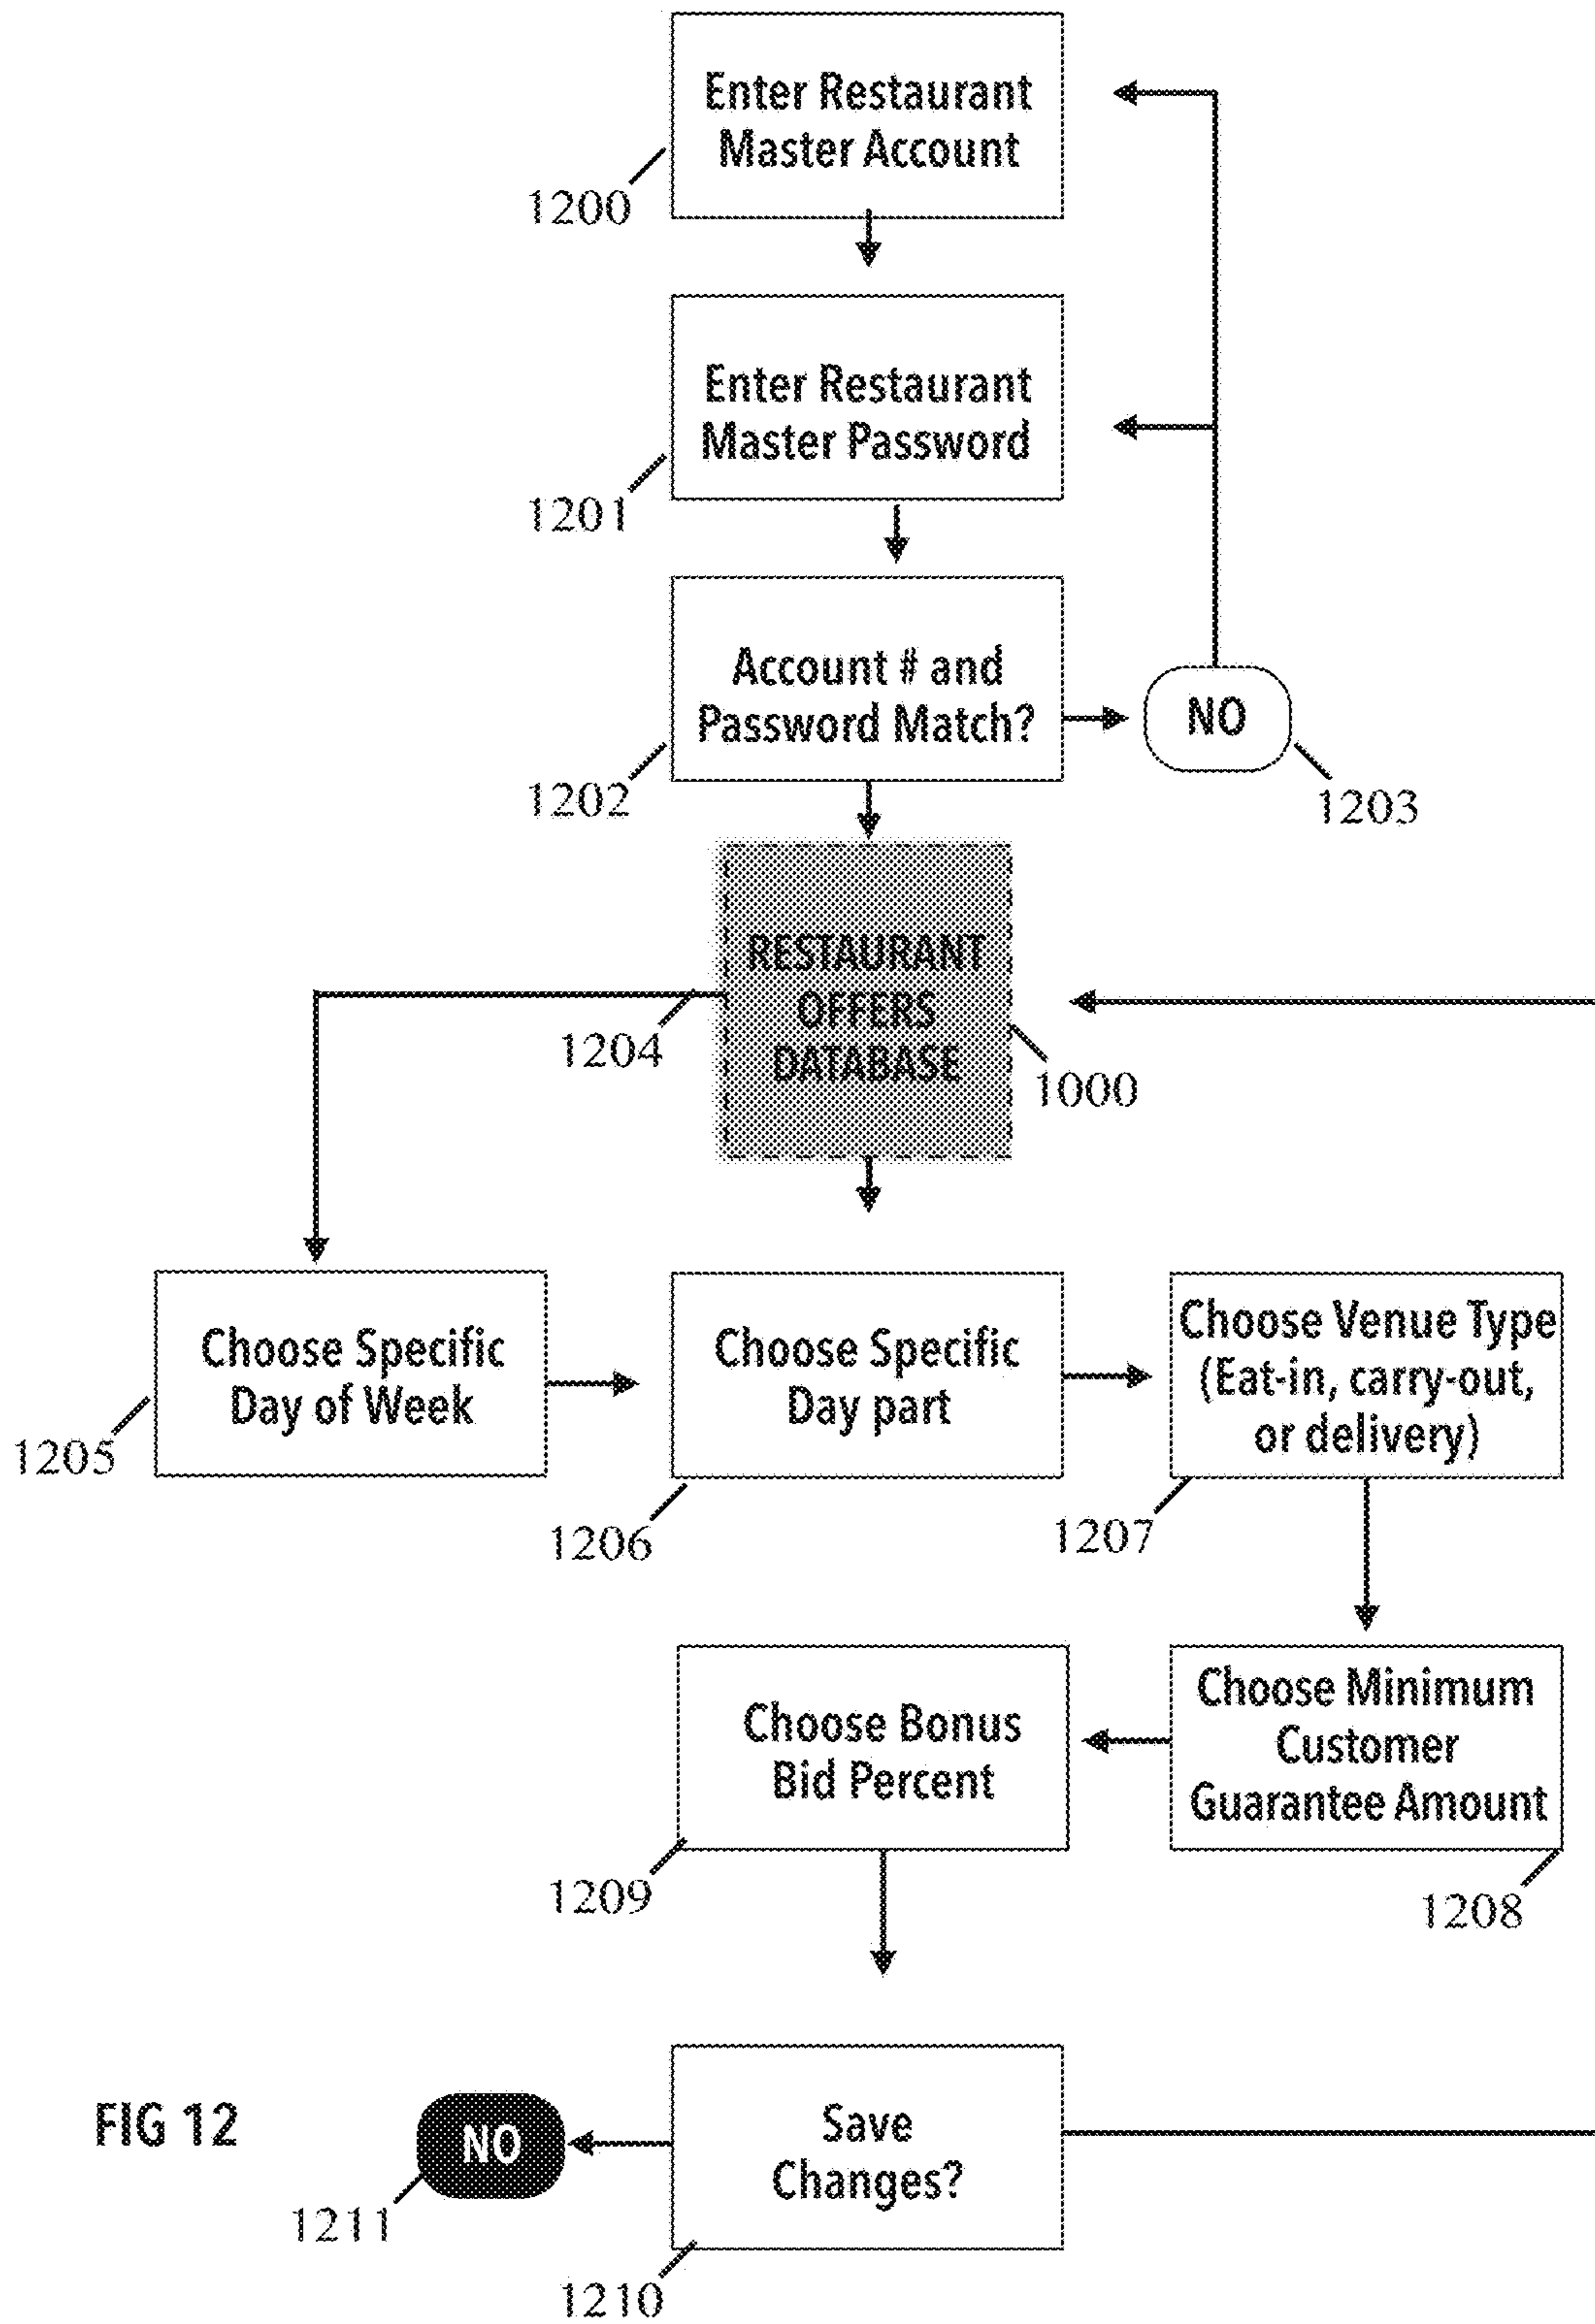 Enter Restaurant
Master Account
1200
Enter Restaurant
Master Password
1201
Account # and
Password Match?
NO
1202
1203
RESTAURANT
OFFERS
DATABASE
1204
1000
Choose Specific
Day of Week
1205
Choose Specific
Day part
1206
Choose Venue Type
(Eat-in, carry-out,
or delivery)
1207
Choose Bonus
Bid Percent
1209
Choose Minimum
Customer
Guarantee Amount
1208
FIG 12
NO
1211
Save
Changes?
1210